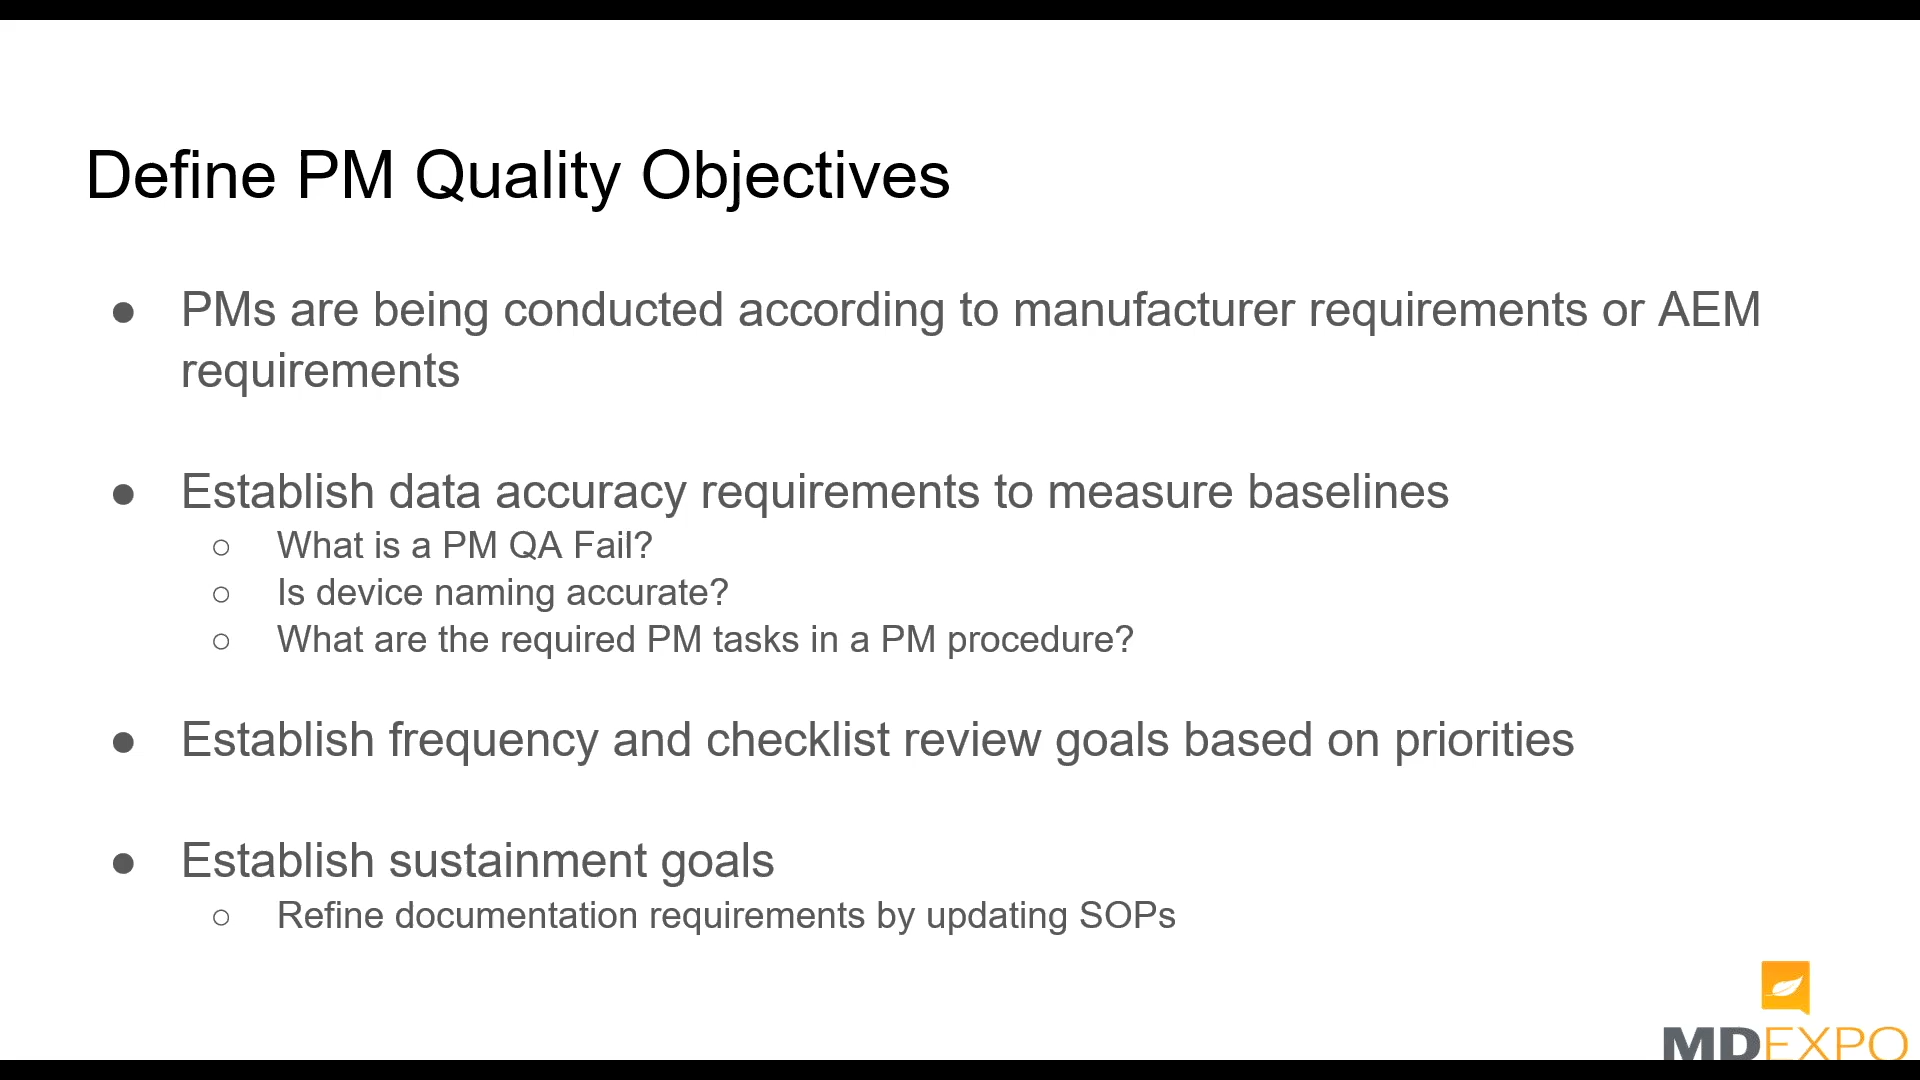 Define PM Quality Objectives
● PMs are being conducted according to manufacturer requirements or AEM
requirements
● Establish data accuracy requirements to measure baselines
○ What is a PM QA Fail?
○ Is device naming accurate?
○ What are the required PM tasks in a PM procedure?
● Establish frequency and checklist review goals based on priorities
● Establish sustainment goals
○ Refine documentation requirements by updating SOPs
MDEXPO